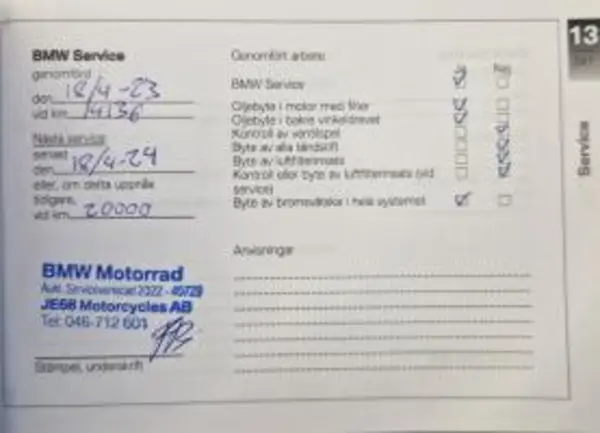 13
Service
BMW Service
genomförd
den 18/4-23
vid km 14136
Nästa service
senast
den 18/4-24
eller, om detta uppnås
tidigare,
vid km 20000
BMW Motorrad
Aukt. Serviceverkstad 2022 - 45729
JE68 Motorcycles AB
Tel: 046-712 601
Stämpel, underskrift
Genomfört arbete
Ja Nej
BMW Service
Oljebyte i motor med filter
Oljebyte i bakre vinkeldrevet
Kontroll av ventilspel
Byte av alla tändstift
Byte av luftfilterinsats
Kontroll eller byte av luftfilterinsats (vid
service)
Byte av bromsvätska i hela systemet
Anvisningar